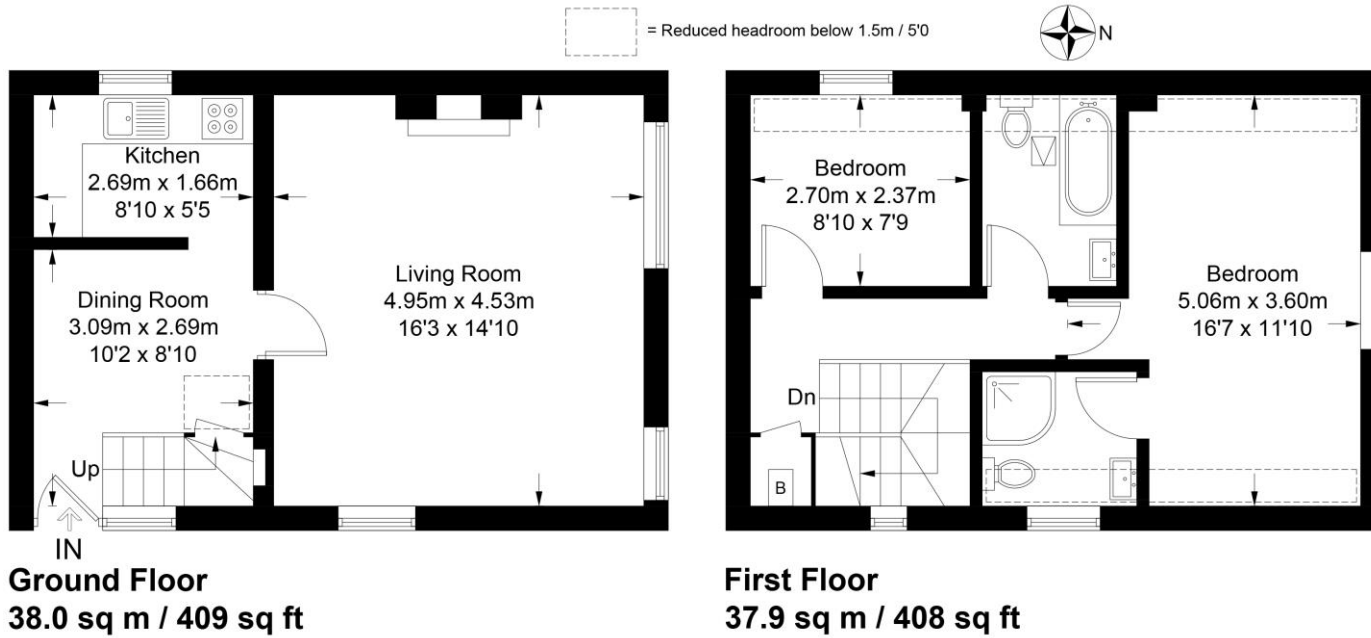 = Reduced headroom below 1.5m / 5'0
N
Kitchen
2.69m x 1.66m
8'10 x 5'5
Dining Room
3.09m x 2.69m
10'2 x 8'10
Living Room
4.95m x 4.53m
16'3 x 14'10
Up
IN
Ground Floor
38.0 sq m / 409 sq ft
Bedroom
2.70m x 2.37m
8'10 x 7'9
Bedroom
5.06m x 3.60m
16'7 x 11'10
Dn
B
First Floor
37.9 sq m / 408 sq ft